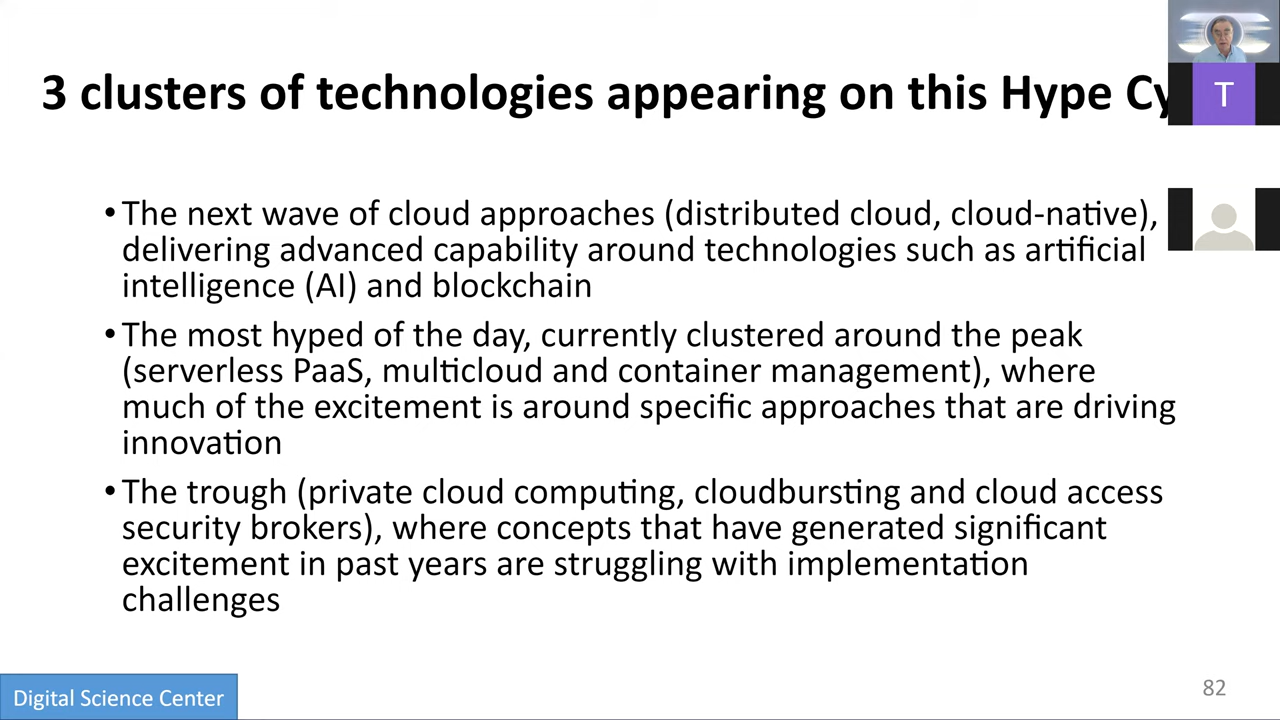 3 clusters of technologies appearing on this Hype Cy
T
•The next wave of cloud approaches (distributed cloud, cloud-native),
delivering advanced capability around technologies such as artificial
intelligence (AI) and blockchain
•The most hyped of the day, currently clustered around the peak
(serverless PaaS, multicloud and container management), where
much of the excitement is around specific approaches that are driving
innovation
•The trough (private cloud computing, cloudbursting and cloud access
security brokers), where concepts that have generated significant
excitement in past years are struggling with implementation
challenges
Digital Science Center
82